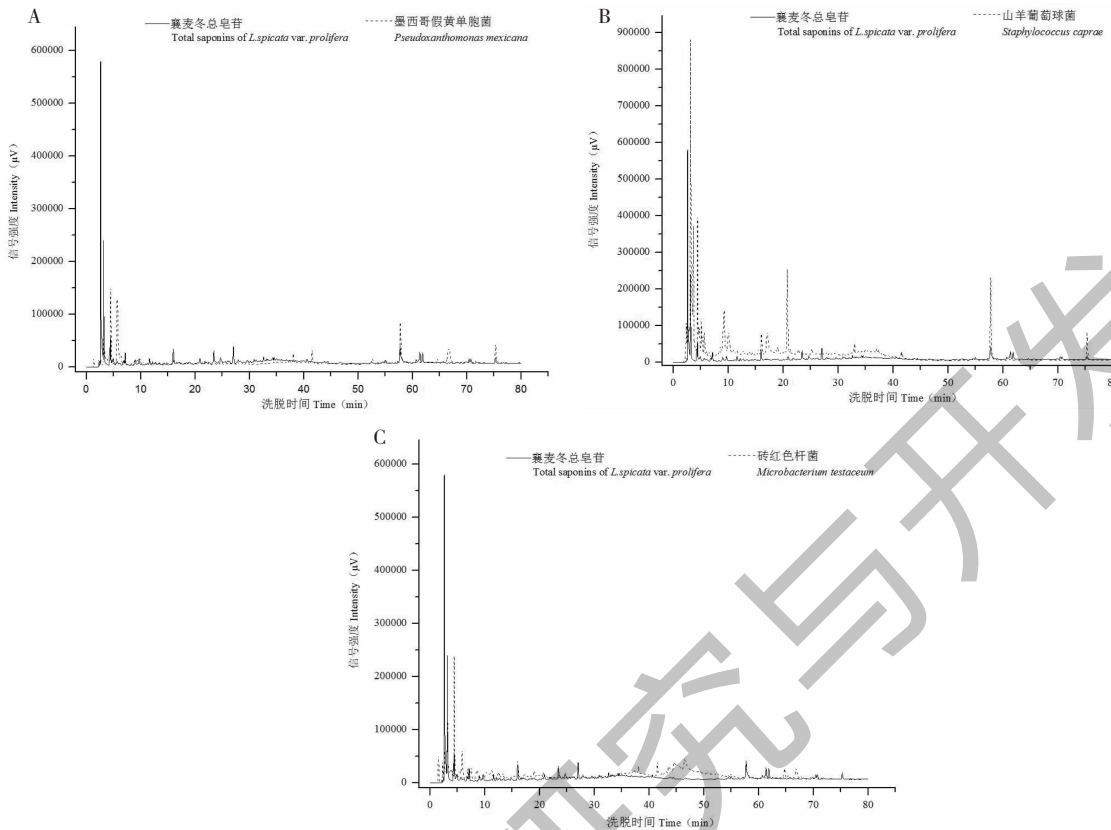 A
襄麦冬总皂苷
Total saponins of L.spicata var. prolifera
墨西哥假黄单胞菌
Pseudoxanthomonas mexicana
600000
500000
400000
300000
200000
100000
0
信号强度 Intensity（μV）
0 10 20 30 40 50 60 70 80
洗脱时间 Time（min）
B
襄麦冬总皂苷
Total saponins of L.spicata var. prolifera
山羊葡萄球菌
Staphylococcus caprae
900000
800000
700000
600000
500000
400000
300000
200000
100000
0
信号强度 Intensity（μV）
0 10 20 30 40 50 60 70 80
洗脱时间 Time（min）
C
襄麦冬总皂苷
Total saponins of L.spicata var. prolifera
砖红色杆菌
Microbacterium testaceum
600000
500000
400000
300000
200000
100000
0
信号强度 Intensity（μV）
0 10 20 30 40 50 60 70 80
洗脱时间 Time（min）
究与开发